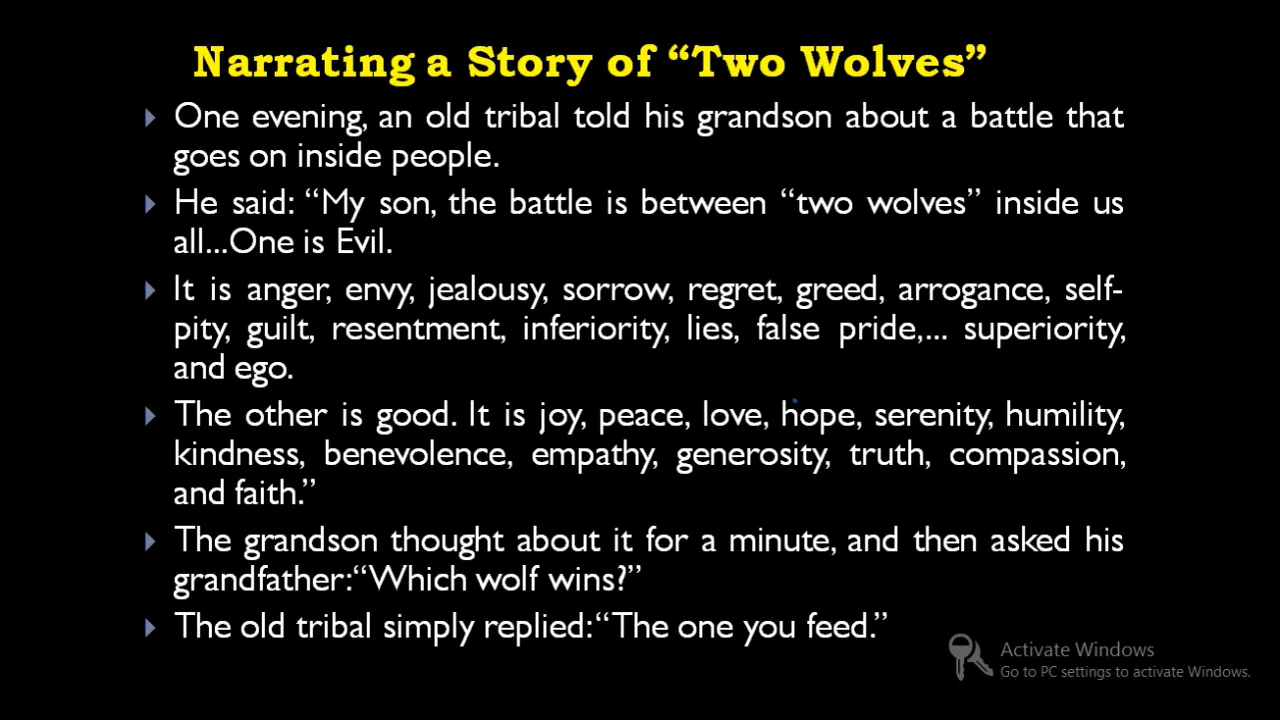 Narrating a Story of “Two Wolves”
One evening, an old tribal told his grandson about a battle that
goes on inside people.
He said: “My son, the battle is between “two wolves” inside us
all...One is Evil.
It is anger, envy, jealousy, sorrow, regret, greed, arrogance, self-
pity, guilt, resentment, inferiority, lies, false pride,... superiority,
and ego.
The other is good. It is joy, peace, love, hope, serenity, humility,
kindness, benevolence, empathy, generosity, truth, compassion,
and faith.”
The grandson thought about it for a minute, and then asked his
grandfather:“Which wolf wins?”
The old tribal simply replied:“The one you feed.”
Activate Windows
Go to PC settings to activate Windows.